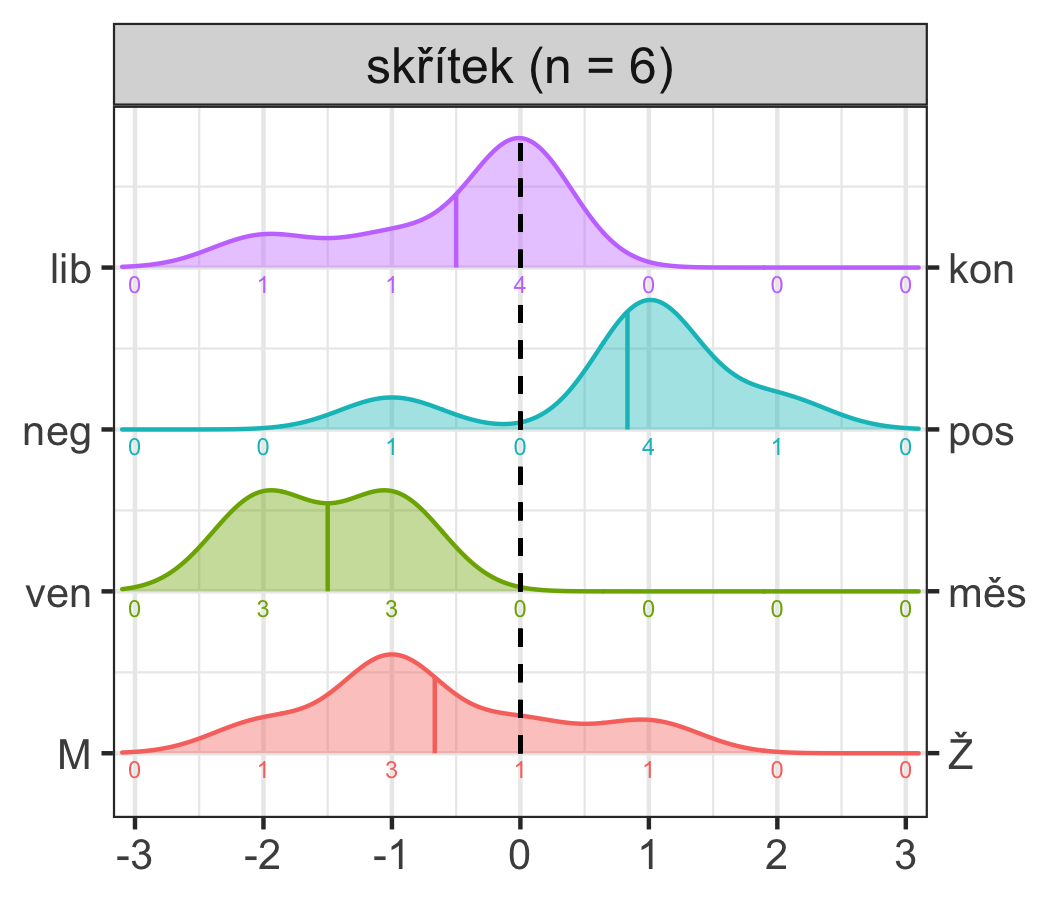 skřítek (n = 6)
lib kon
0 1 1 4 0 0 0
neg pos
0 0 1 0 4 1 0
ven měs
0 3 3 0 0 0 0
M Ž
0 1 3 1 1 0 0
-3 -2 -1 0 1 2 3